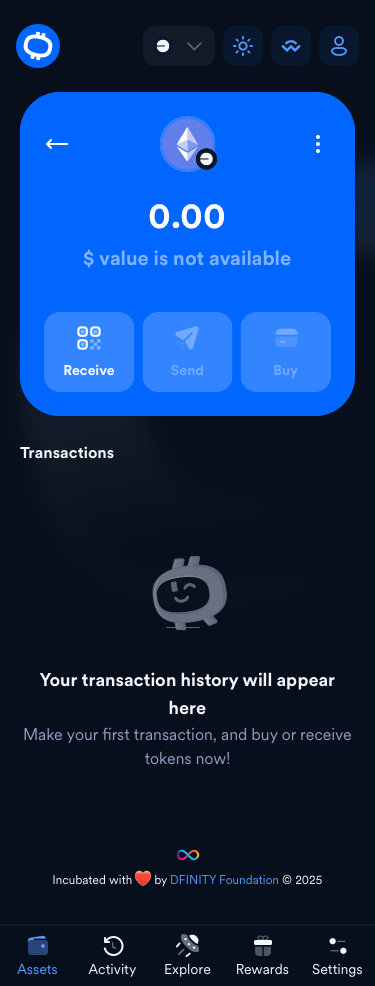 0.00
$ value is not available
Receive
Send
Buy
Transactions
Your transaction history will appear
here
Make your first transaction, and buy or receive
tokens now!
Incubated with ❤️ by DFINITY Foundation © 2025
Assets
Activity
Explore
Rewards
Settings